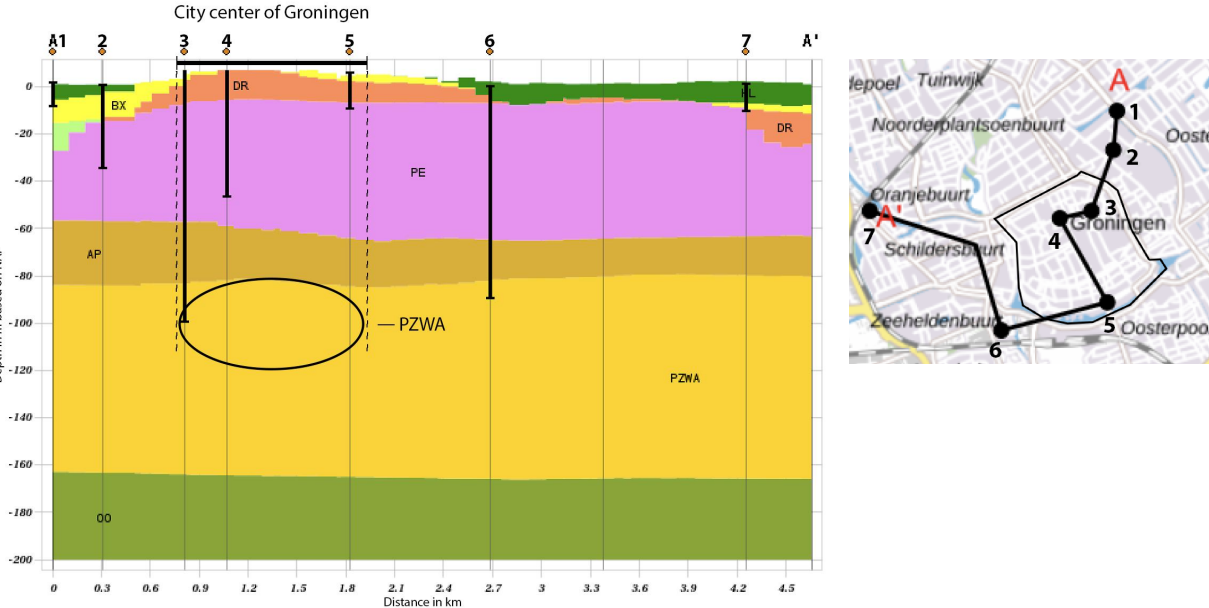 City center of Groningen
A1 2 3 4 5 6 7 A'
0
-20
-40
-60
-80
-100
-120
-140
-160
-180
-200
BX
DR
HL
DR
PE
AP
— PZWA
PZWA
OO
0 0.3 0.6 0.9 1.2 1.5 1.8 2.1 2.4 2.7 3 3.3 3.6 3.9 4.2 4.5
Distance in km
depoel
Tuinwijk
A
1
Noorderplantsoenbuurt
Ooste
2
Oranjebuurt
A'
3
7
4
Groningen
Schildersbuurt
Zeeheldenbuurt
5
Oosterpoo
6